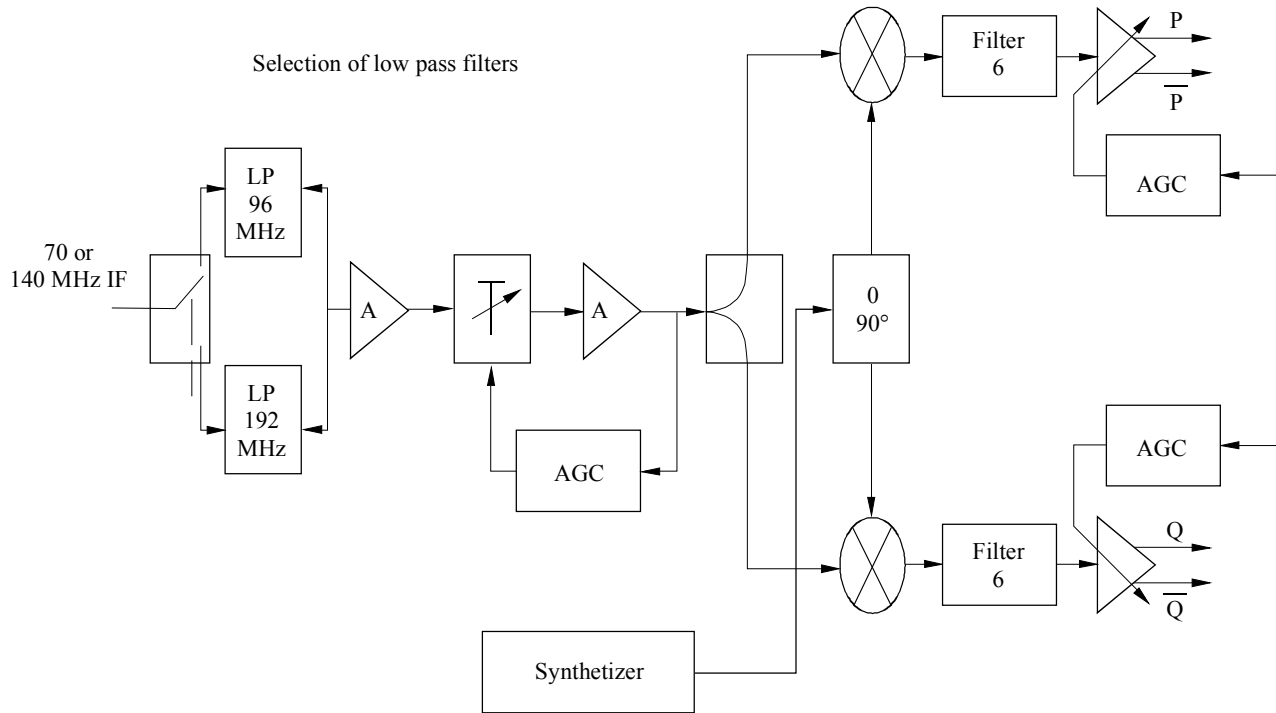 Selection of low pass filters
70 or
140 MHz IF
LP
96
MHz
LP
192
MHz
A
A
AGC
0
90°
Synthetizer
Filter
6
P
P̅
AGC
AGC
Filter
6
Q
Q̅